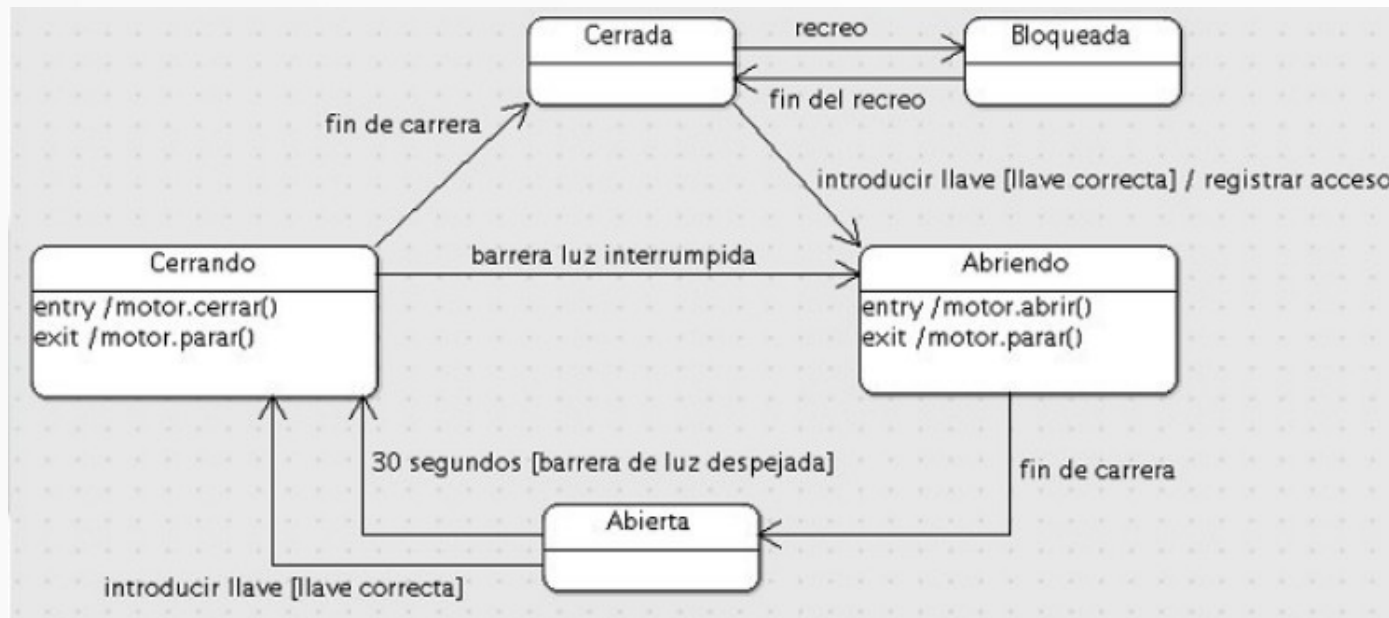 Cerrada
recreo
Bloqueada
fin del recreo
fin de carrera
introducir llave [llave correcta] / registrar acceso
Cerrando
entry /motor.cerrar()
exit /motor.parar()
barrera luz interrumpida
Abriendo
entry /motor.abrir()
exit /motor.parar()
30 segundos [barrera de luz despejada]
fin de carrera
Abierta
introducir llave [llave correcta]